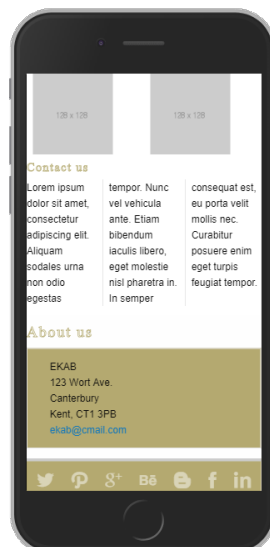 128 x 128
128 x 128
Contact us
Lorem ipsum
dolor sit amet,
consectetur
adipiscing elit.
Aliquam
sodales urna
non odio
egestas
tempor. Nunc
vel vehicula
ante. Etiam
bibendum
iaculis libero,
eget molestie
nisl pharetra in.
In semper
consequat est,
eu porta velit
mollis nec.
Curabitur
posuere enim
eget turpis
feugiat tempor.
About us
EKAB
123 Wort Ave.
Canterbury
Kent, CT1 3PB
ekab@cmail.com
g+ Bē f in